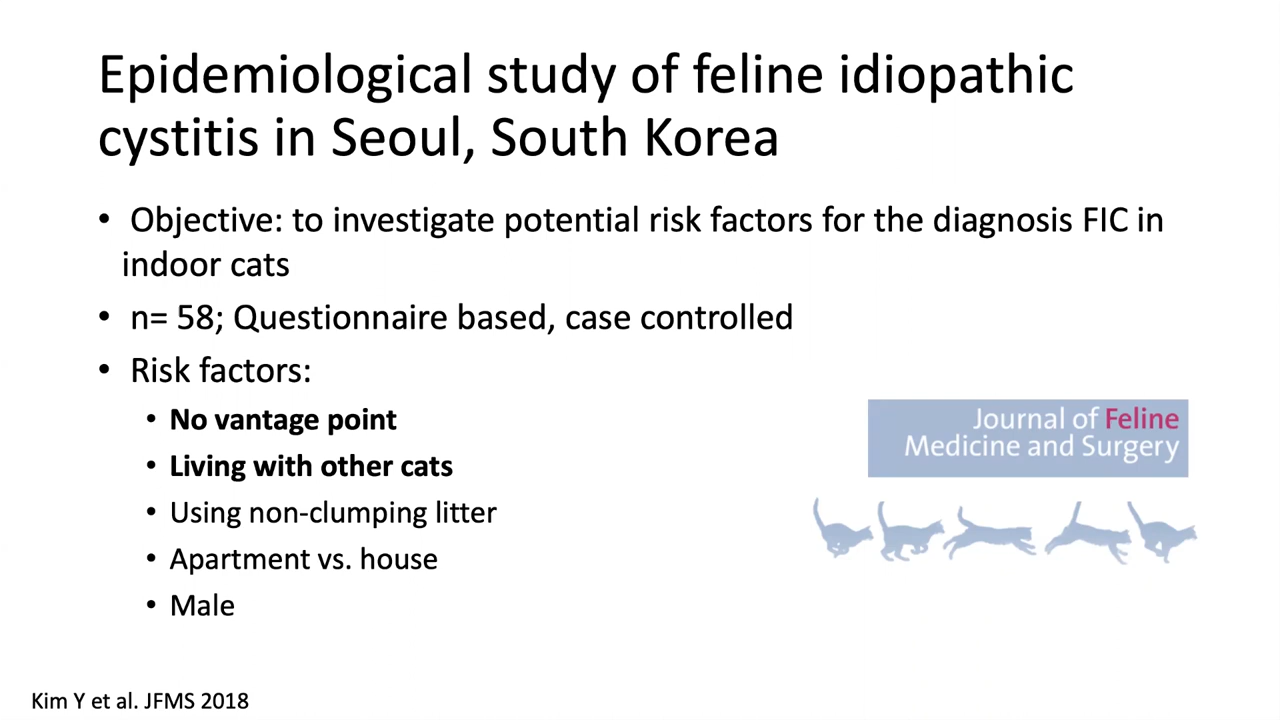 Epidemiological study of feline idiopathic
cystitis in Seoul, South Korea
• Objective: to investigate potential risk factors for the diagnosis FIC in
indoor cats
• n= 58; Questionnaire based, case controlled
• Risk factors:
• No vantage point
• Living with other cats
• Using non-clumping litter
• Apartment vs. house
• Male
Journal of Feline
Medicine and Surgery
Kim Y et al. JFMS 2018